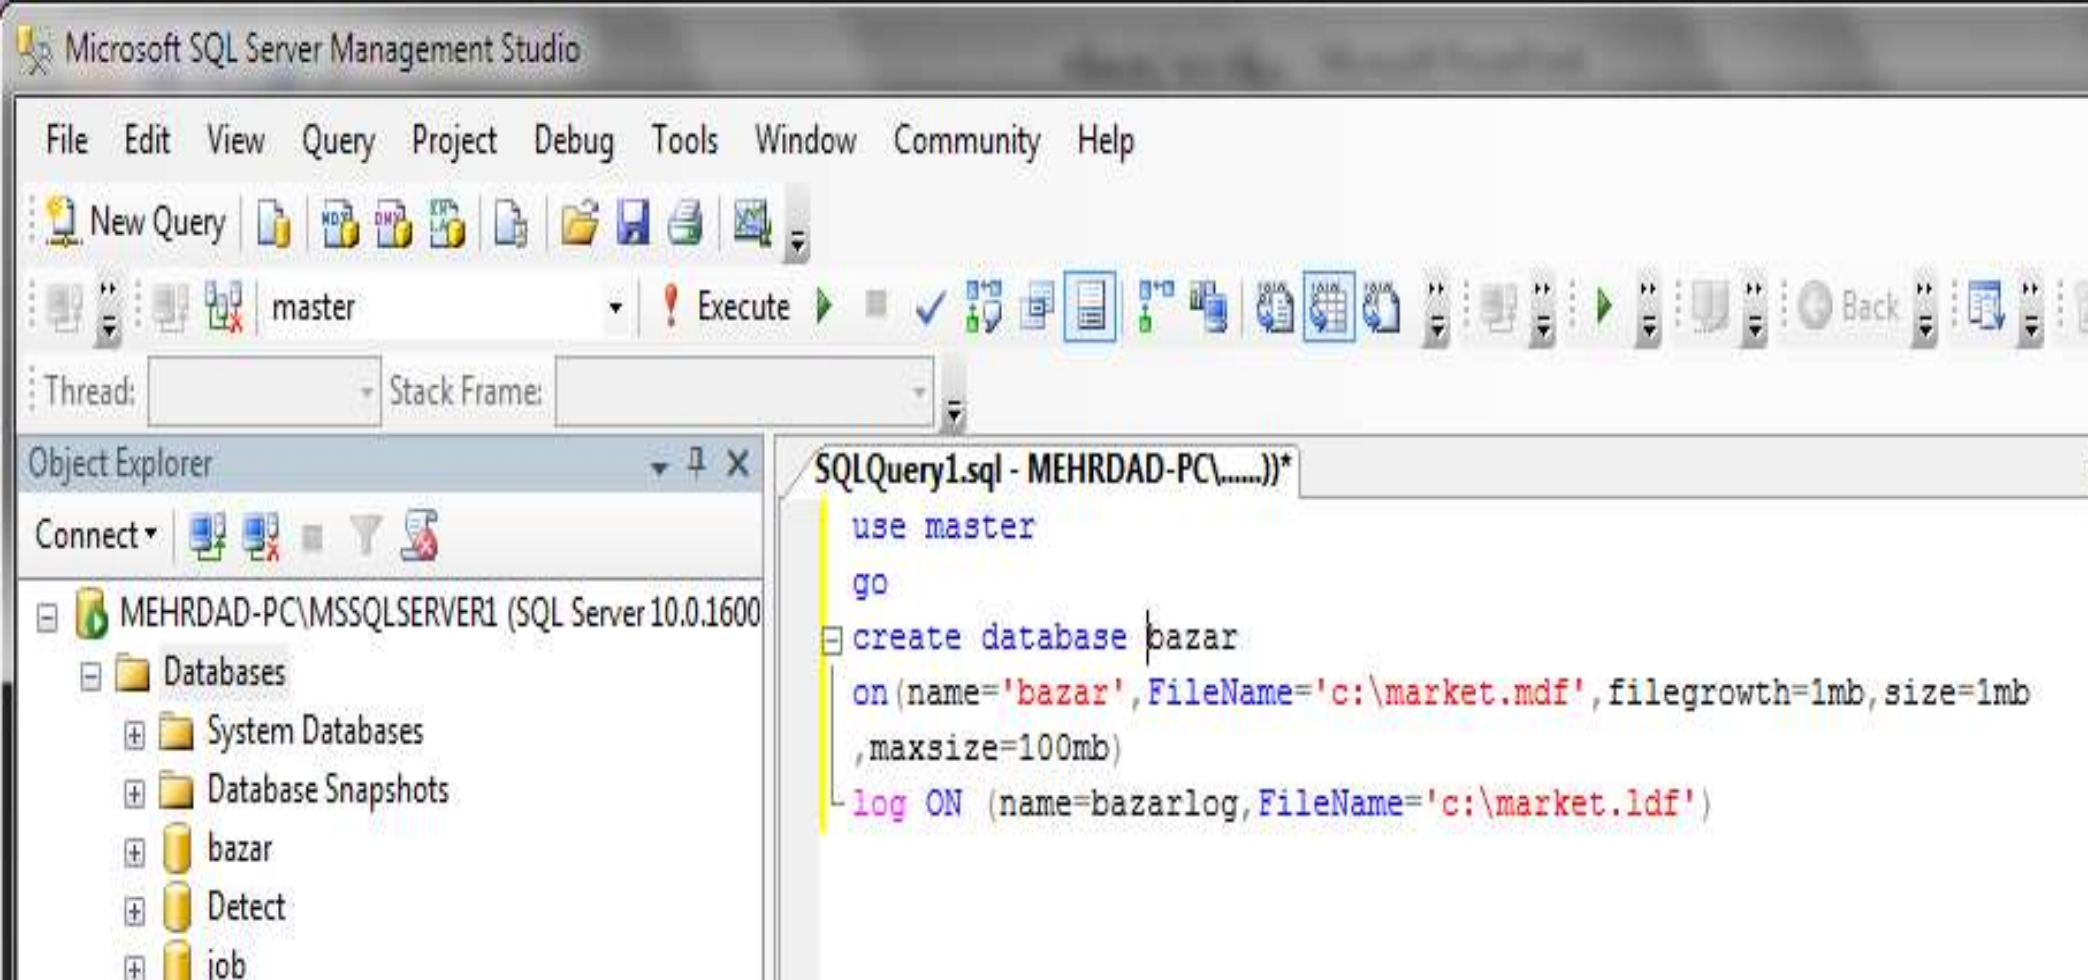 Microsoft SQL Server Management Studio
File Edit View Query Project Debug Tools Window Community Help
New Query
master Execute Back
Thread: Stack Frame:
Object Explorer
Connect
MEHRDAD-PC\MSSQLSERVER1 (SQL Server 10.0.1600
Databases
System Databases
Database Snapshots
bazar
Detect
job
SQLQuery1.sql - MEHRDAD-PC\......))*
use master
go
create database bazar
on(name='bazar',FileName='c:\market.mdf',filegrowth=1mb,size=1mb
,maxsize=100mb)
log ON (name=bazarlog,FileName='c:\market.ldf')